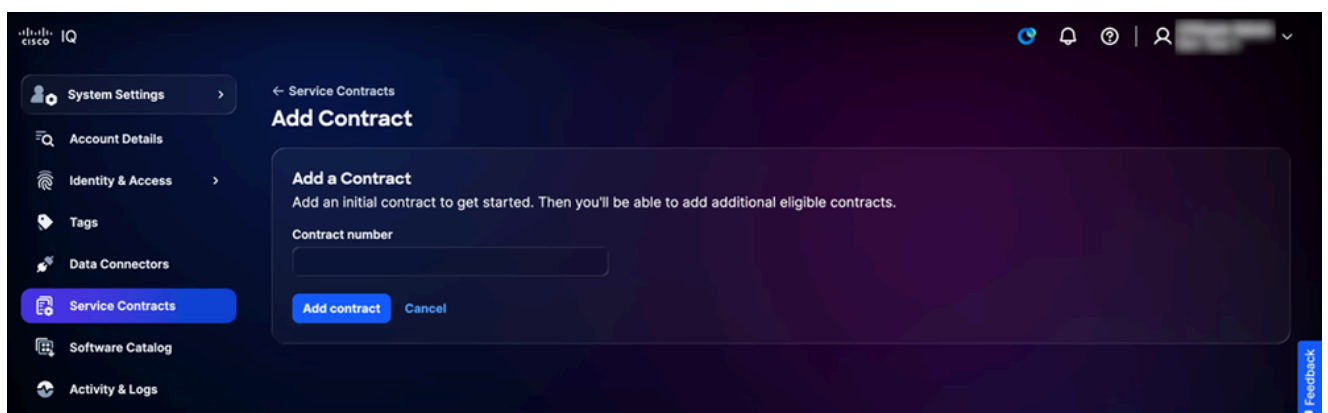 CISCO IQ
System Settings
← Service Contracts
Add Contract
Account Details
Identity & Access
Tags
Data Connectors
Service Contracts
Software Catalog
Activity & Logs
Add a Contract
Add an initial contract to get started. Then you'll be able to add additional eligible contracts.
Contract number
Add contract
Cancel
Feedback